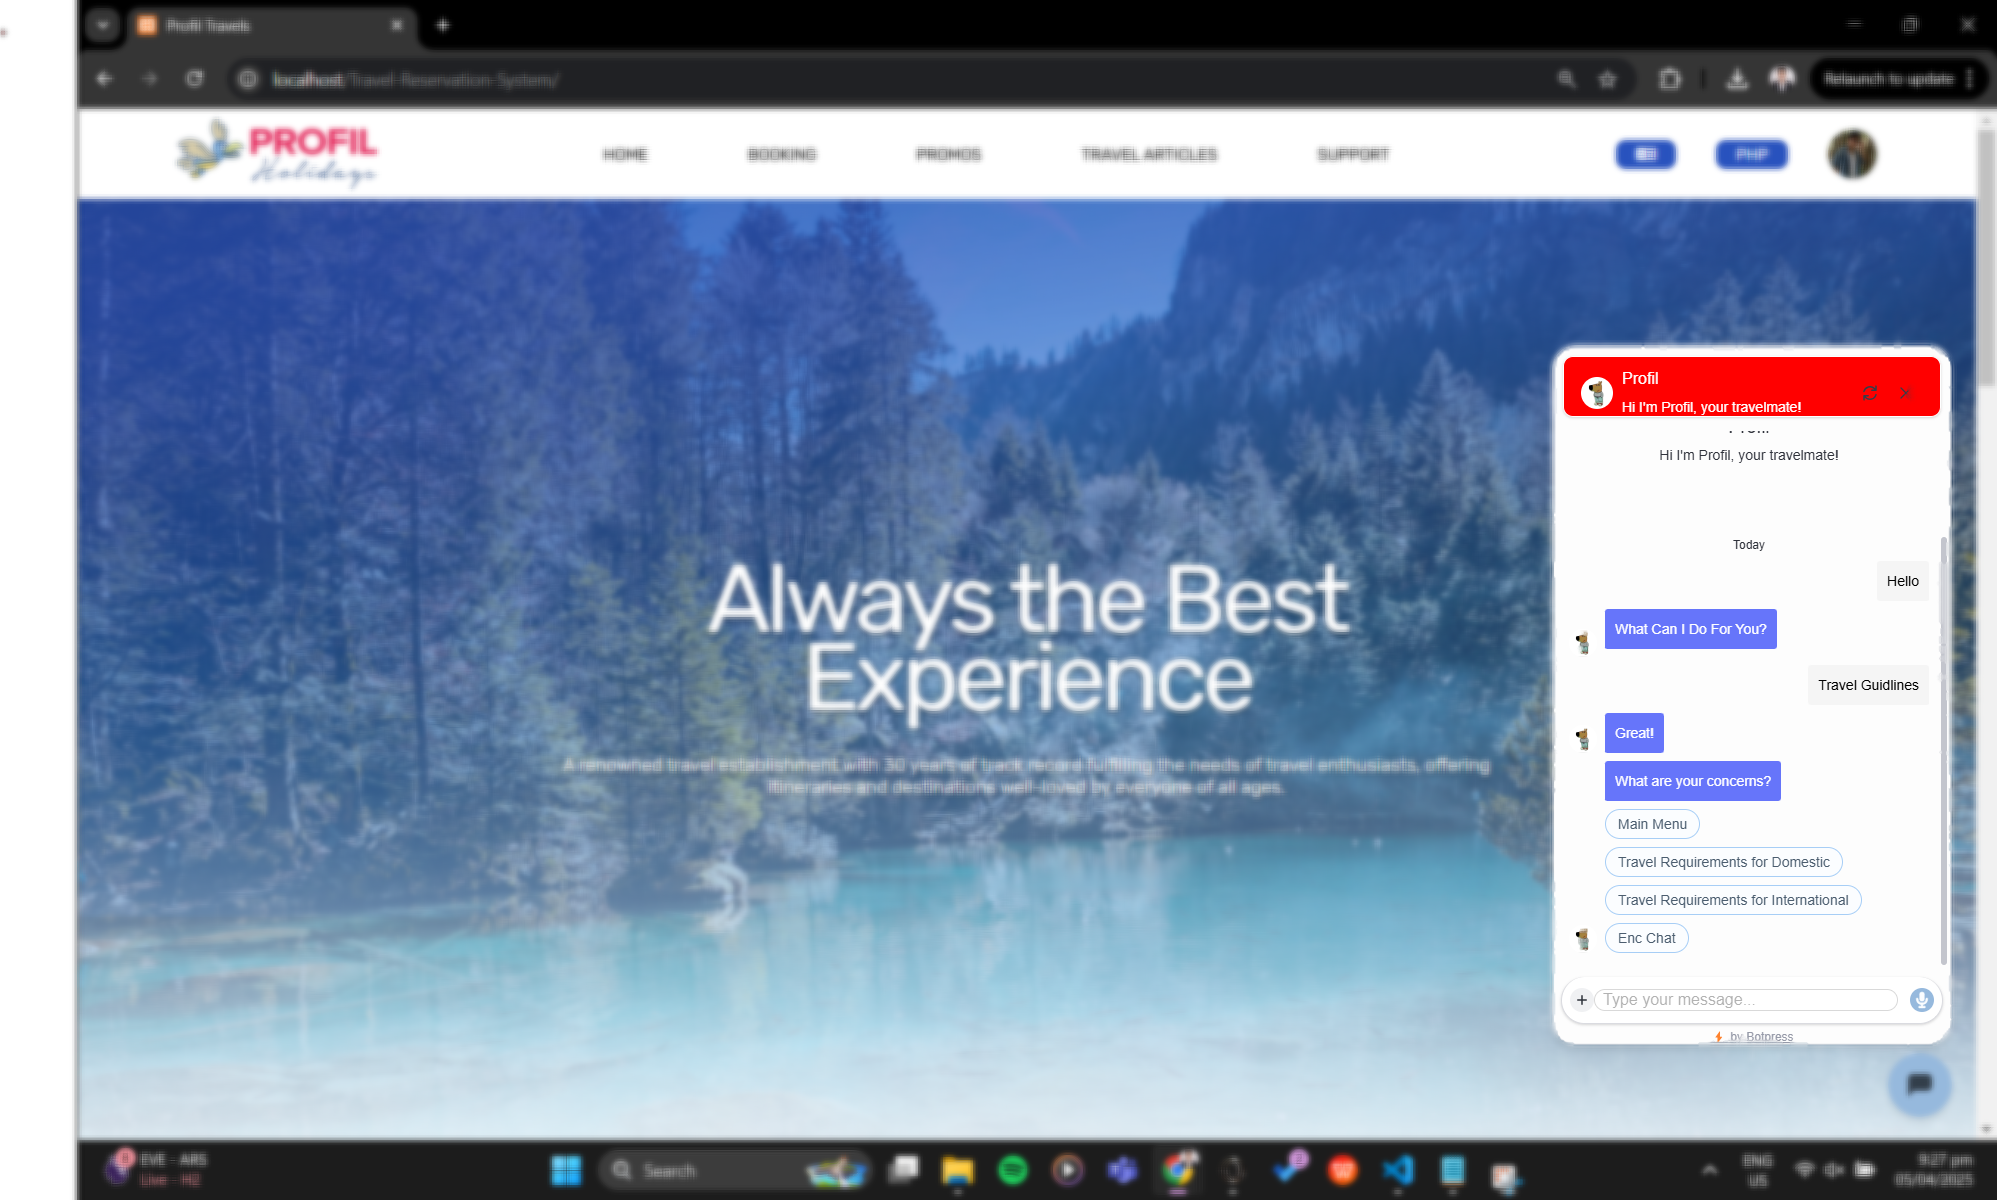 Profil Travels
localhost/Travel-Reservation-System/
Relaunch to update
PROFIL
Holidays
HOME
BOOKING
PROMOS
TRAVEL ARTICLES
SUPPORT
PHP
Always the Best
Experience
A renowned travel establishment with 30 years of track record fulfilling the needs of travel enthusiasts, offering
itineraries and destinations well-loved by everyone of all ages.
Profil
Hi I'm Profil, your travelmate!
Profil
Hi I'm Profil, your travelmate!
Today
Hello
What Can I Do For You?
Travel Guidlines
Great!
What are your concerns?
Main Menu
Travel Requirements for Domestic
Travel Requirements for International
Enc Chat
Type your message...
by Botpress
EVE - ARS
Live - H2
Search
ENG
US
9:27 pm
05/04/2025